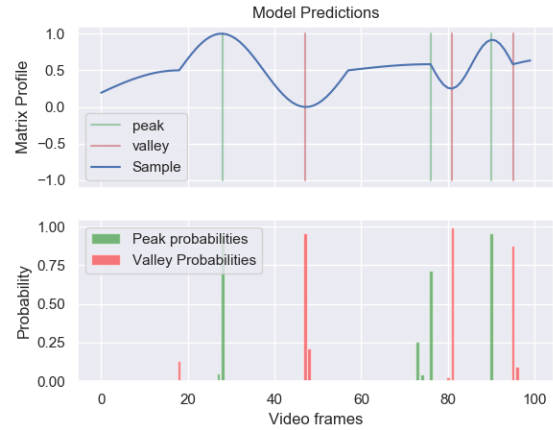 Model Predictions
1.0
0.5
0.0
−0.5
−1.0
Matrix Profile
peak
valley
Sample
1.00
0.75
0.50
0.25
0.00
Probability
Peak probabilities
Valley Probabilities
0 20 40 60 80 100
Video frames